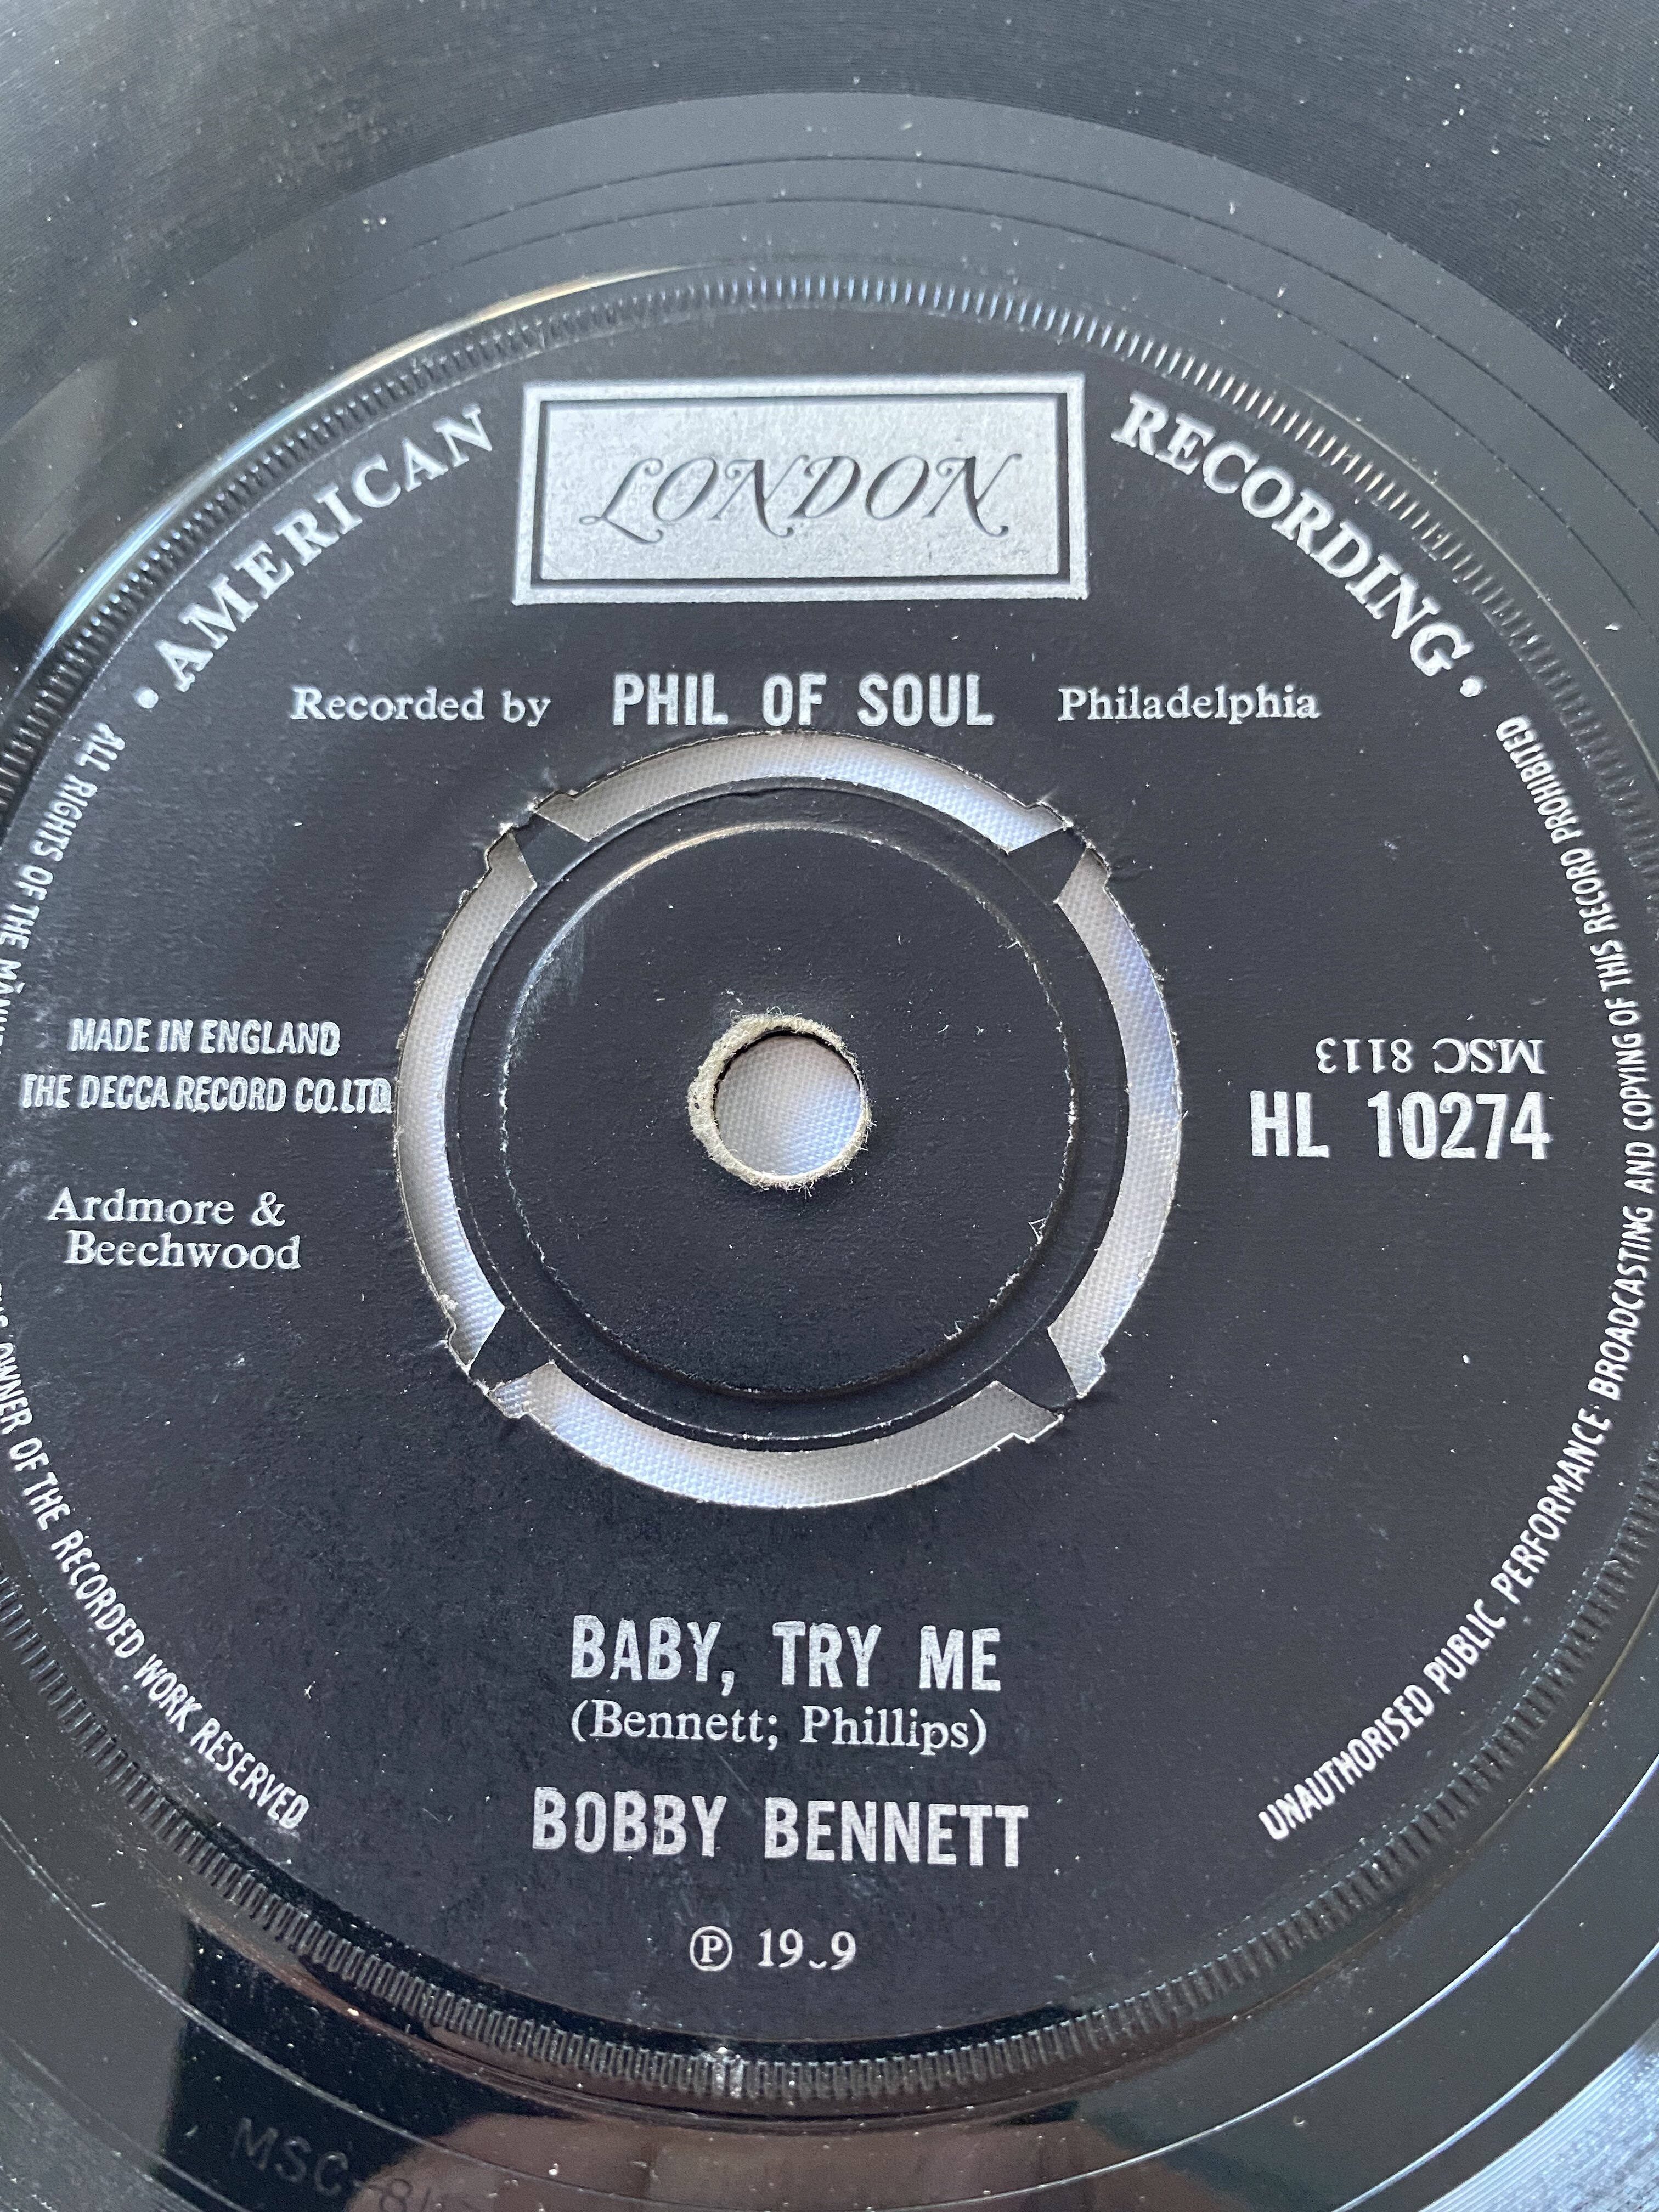 AMERICAN LONDON RECORDING
Recorded by PHIL OF SOUL Philadelphia
MADE IN ENGLAND
THE DECCA RECORD CO. LTD
Ardmore &
Beechwood
MSC 8113
HL 10274
BABY, TRY ME
(Bennett; Phillips)
BOBBY BENNETT
℗ 19 9
ALL RIGHTS OF THE
OWNER OF THE RECORDED WORK RESERVED
UNAUTHORISED PUBLIC PERFORMANCE BROADCASTING AND COPYING OF THIS RECORD PROHIBITED